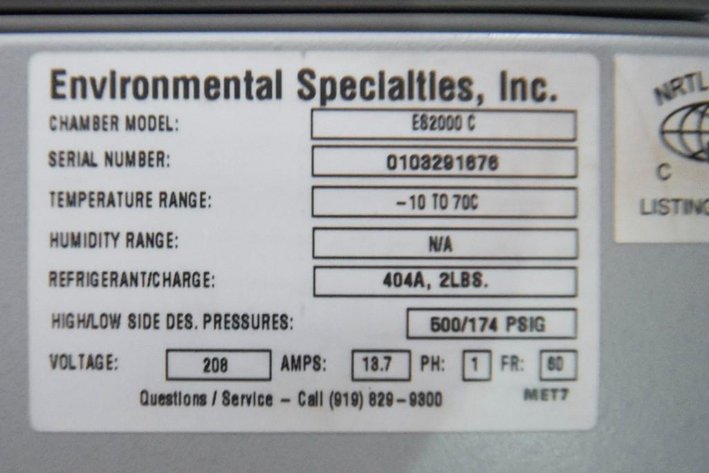 Environmental Specialties, Inc.
CHAMBER MODEL: ES2000 C
SERIAL NUMBER: 0103291676
TEMPERATURE RANGE: -10 TO 70C
HUMIDITY RANGE: N/A
REFRIGERANT/CHARGE: 404A, 2LBS.
HIGH/LOW SIDE DES. PRESSURES: 500/174 PSIG
VOLTAGE: 208 AMPS: 13.7 PH: 1 FR: 60
Questions / Service - Call (919) 829-9300
MET7
NRTL
C
LISTING